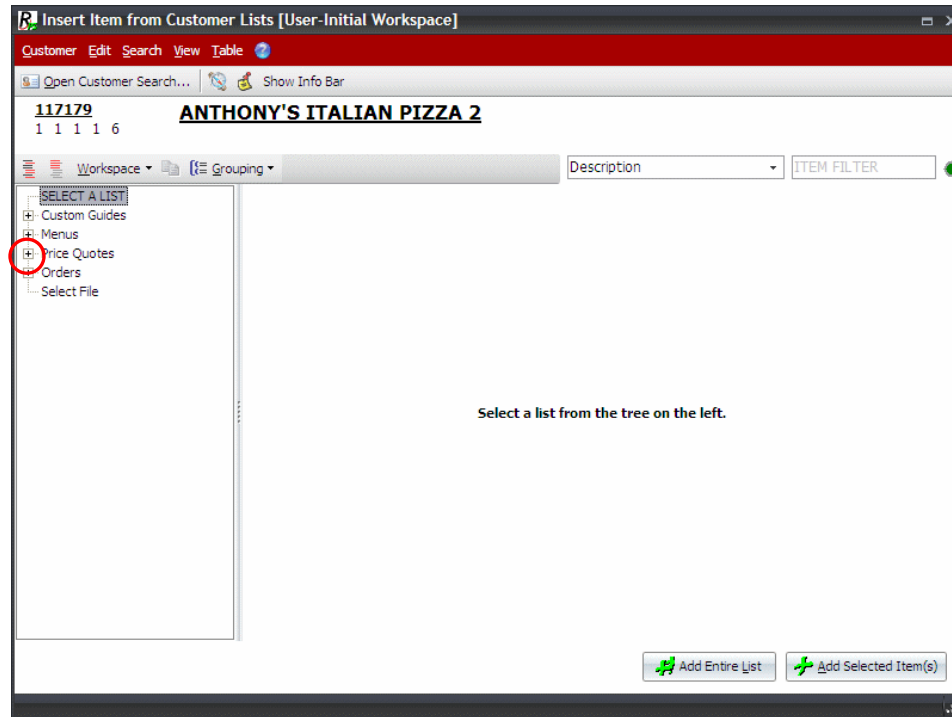 Insert Item from Customer Lists [User-Initial Workspace]
Customer Edit Search View Table
Open Customer Search... Show Info Bar
117179 ANTHONY'S ITALIAN PIZZA 2
1 1 1 1 6
Workspace Grouping Description ITEM FILTER
SELECT A LIST
Custom Guides
Menus
Price Quotes
Orders
Select File
Select a list from the tree on the left.
Add Entire List Add Selected Item(s)